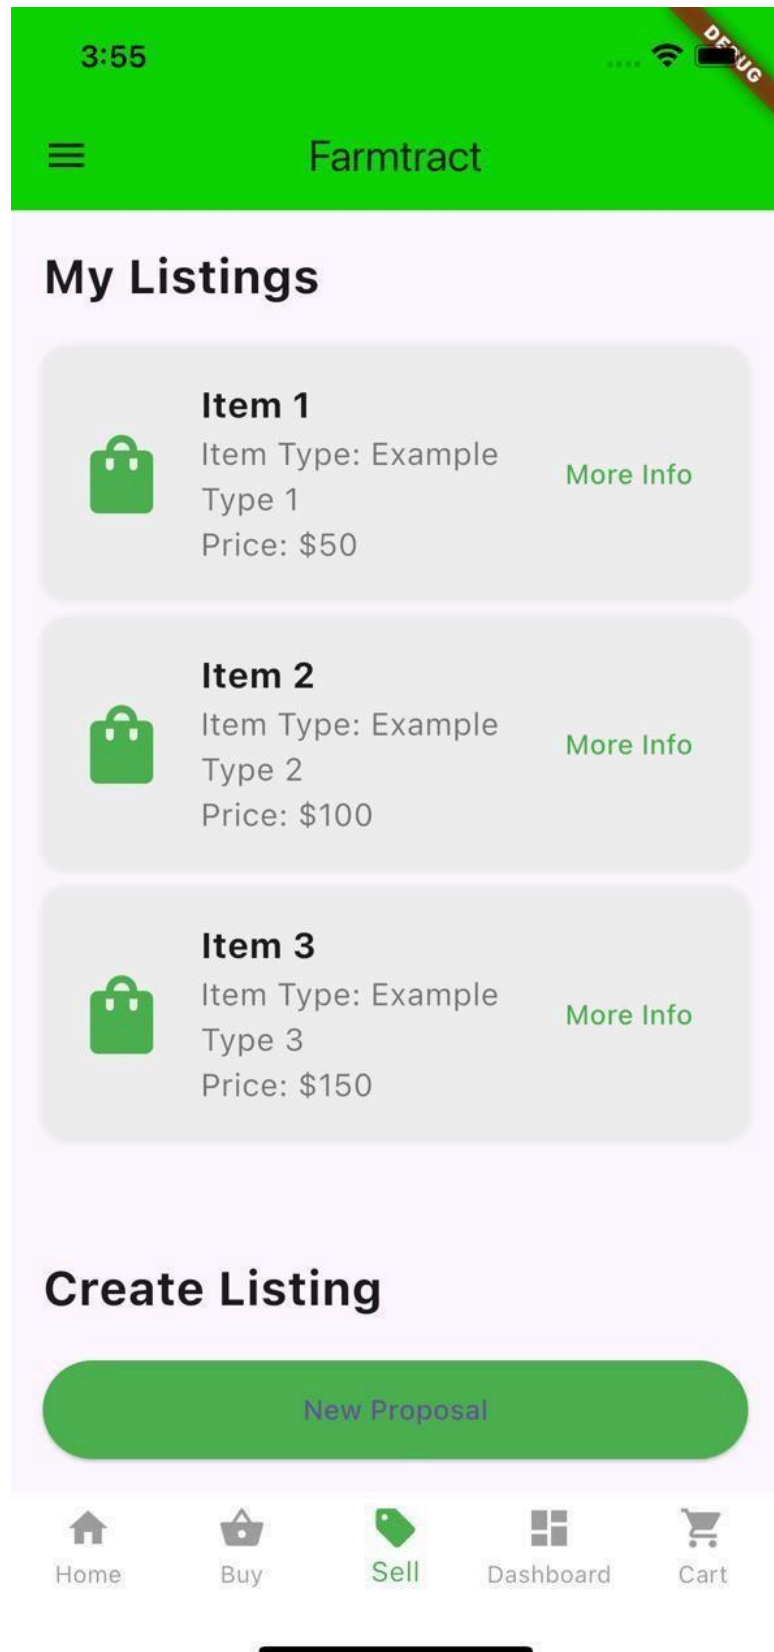 3:55
DEBUG
Farmtract
My Listings
Item 1
Item Type: Example
Type 1
Price: $50
More Info
Item 2
Item Type: Example
Type 2
Price: $100
More Info
Item 3
Item Type: Example
Type 3
Price: $150
More Info
Create Listing
New Proposal
Home Buy Sell Dashboard Cart